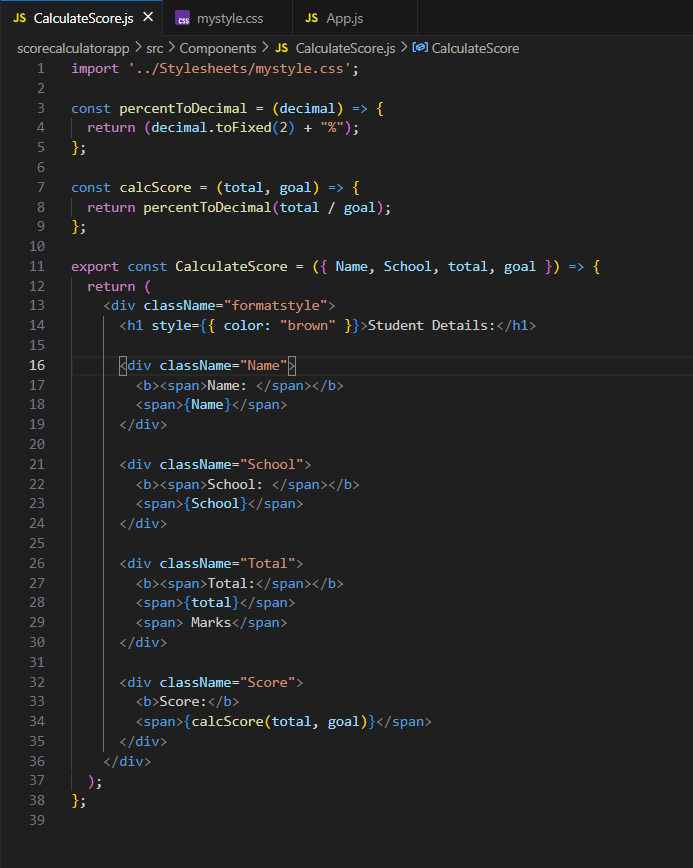 JS CalculateScore.js × CSS mystyle.css JS App.js
scorecalculatorapp > src > Components > JS CalculateScore.js > CalculateScore
1 import '../Stylesheets/mystyle.css';
2
3 const percentToDecimal = (decimal) => {
4   return (decimal.toFixed(2) + "%");
5 };
6
7 const calcScore = (total, goal) => {
8   return percentToDecimal(total / goal);
9 };
10
11 export const CalculateScore = ({ Name, School, total, goal }) => {
12   return (
13     <div className="formatstyle">
14       <h1 style={{ color: "brown" }}>Student Details:</h1>
15
16       <div className="Name">
17         <b><span>Name: </span></b>
18         <span>{Name}</span>
19       </div>
20
21       <div className="School">
22         <b><span>School: </span></b>
23         <span>{School}</span>
24       </div>
25
26       <div className="Total">
27         <b><span>Total:</span></b>
28         <span>{total}</span>
29         <span> Marks</span>
30       </div>
31
32       <div className="Score">
33         <b>Score:</b>
34         <span>{calcScore(total, goal)}</span>
35       </div>
36     </div>
37   );
38 };
39